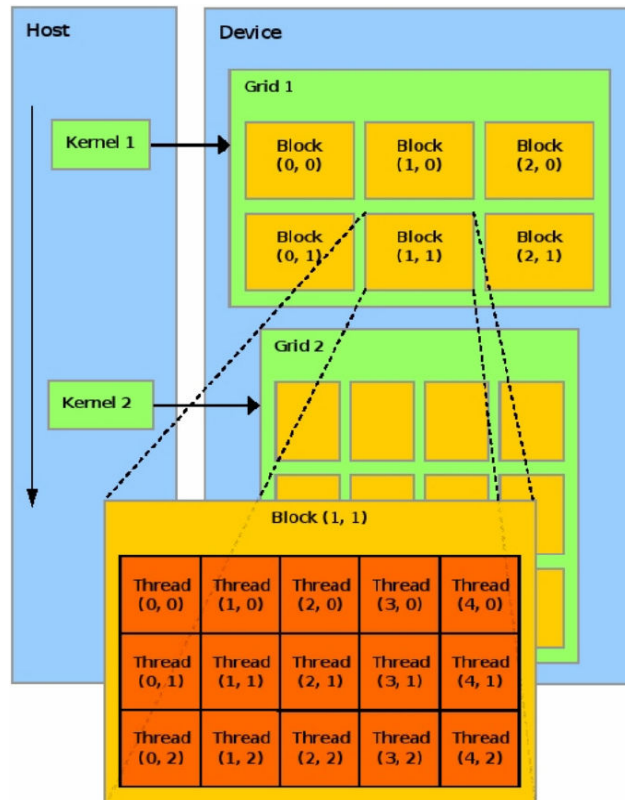 Host
Device
Grid 1
Kernel 1
Block Block Block
(0, 0) (1, 0) (2, 0)
Block Block Block
(0, 1) (1, 1) (2, 1)
Grid 2
Kernel 2
Block (1, 1)
Thread Thread Thread Thread Thread
(0, 0) (1, 0) (2, 0) (3, 0) (4, 0)
Thread Thread Thread Thread Thread
(0, 1) (1, 1) (2, 1) (3, 1) (4, 1)
Thread Thread Thread Thread Thread
(0, 2) (1, 2) (2, 2) (3, 2) (4, 2)